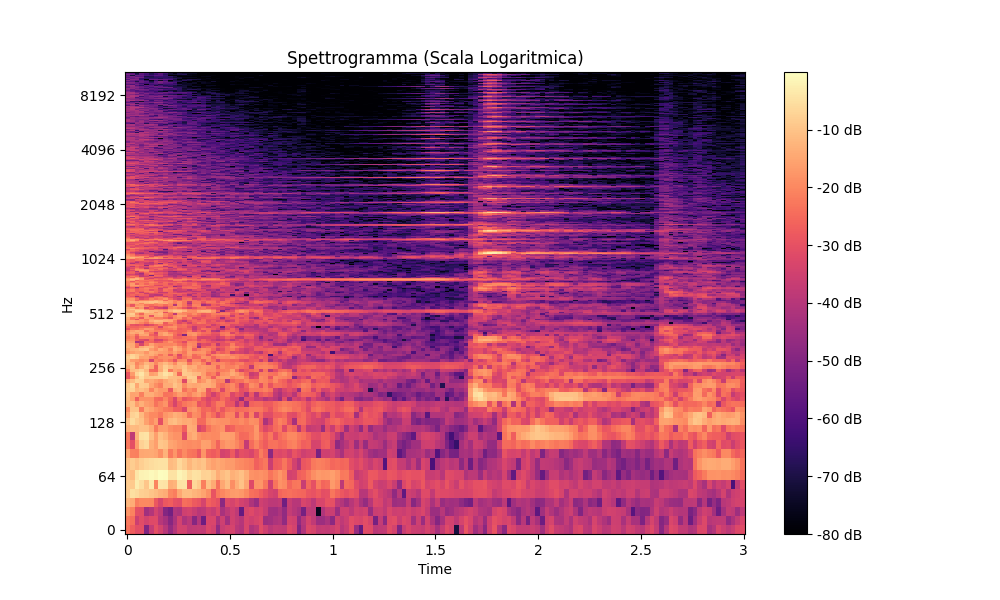 Spettrogramma (Scala Logaritmica)
8192
4096
2048
1024
512
256
128
64
0
Hz
0
0.5
1
1.5
2
2.5
3
Time
-10 dB
-20 dB
-30 dB
-40 dB
-50 dB
-60 dB
-70 dB
-80 dB